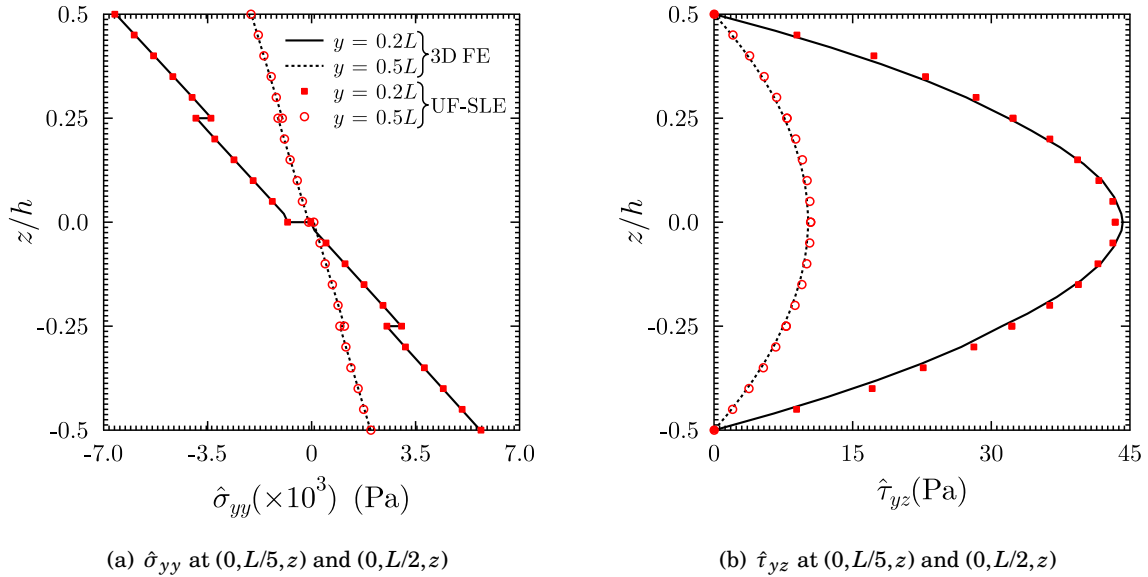 0.5
0.25
0.0
-0.25
-0.5
z/h
-7.0 -3.5 0 3.5 7.0
σ̂yy(×10³) (Pa)
y = 0.2L
y = 0.5L
3D FE
y = 0.2L
y = 0.5L
UF-SLE
(a) σ̂yy at (0,L/5,z) and (0,L/2,z)
0.5
0.25
0.0
-0.25
-0.5
z/h
0 15 30 45
τ̂yz(Pa)
(b) τ̂yz at (0,L/5,z) and (0,L/2,z)